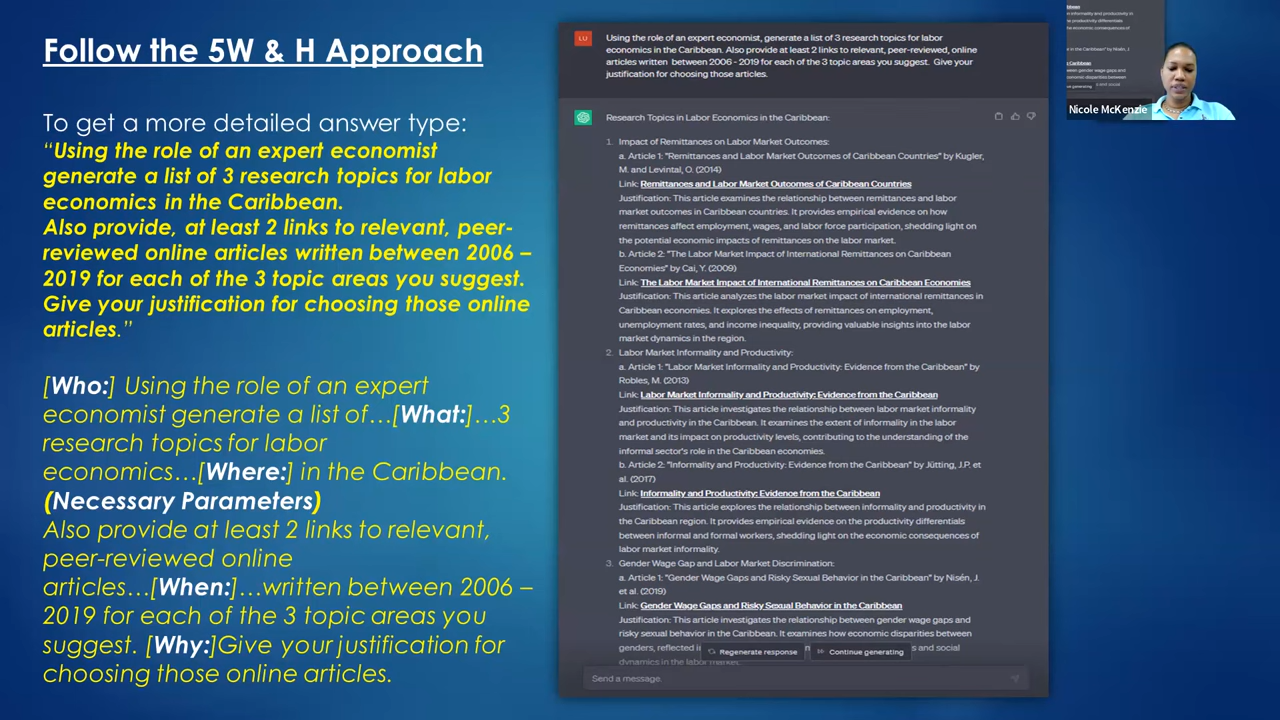 Follow the 5W & H Approach
To get a more detailed answer type:
“Using the role of an expert economist
generate a list of 3 research topics for labor
economics in the Caribbean.
Also provide, at least 2 links to relevant, peer-
reviewed online articles written between 2006 –
2019 for each of the 3 topic areas you suggest.
Give your justification for choosing those online
articles.”
[Who:] Using the role of an expert
economist generate a list of…[What:]…3
research topics for labor
economics…[Where:] in the Caribbean.
(Necessary Parameters)
Also provide at least 2 links to relevant,
peer-reviewed online
articles…[When:]…written between 2006 –
2019 for each of the 3 topic areas you
suggest. [Why:]Give your justification for
choosing those online articles.
LU
Using the role of an expert economist, generate a list of 3 research topics for labor
economics in the Caribbean. Also provide at least 2 links to relevant, peer-reviewed, online
articles written between 2006 - 2019 for each of the 3 topic areas you suggest. Give your
justification for choosing those articles.
Research Topics in Labor Economics in the Caribbean:
1. Impact of Remittances on Labor Market Outcomes:
a. Article 1: "Remittances and Labor Market Outcomes of Caribbean Countries" by Kugler,
M. and Levintal, O. (2014)
Link: Remittances and Labor Market Outcomes of Caribbean Countries
Justification: This article examines the relationship between remittances and labor
market outcomes in Caribbean countries. It provides empirical evidence on how
remittances affect employment, wages, and labor force participation, shedding light on
the potential economic impacts of remittances on the labor market.
b. Article 2: "The Labor Market Impact of International Remittances on Caribbean
Economies" by Cai, Y. (2009)
Link: The Labor Market Impact of International Remittances on Caribbean Economies
Justification: This article analyzes the labor market impact of international remittances in
Caribbean economies. It explores the effects of remittances on employment,
unemployment rates, and income inequality, providing valuable insights into the labor
market dynamics in the region.
2. Labor Market Informality and Productivity:
a. Article 1: "Labor Market Informality and Productivity: Evidence from the Caribbean" by
Robles, M. (2013)
Link: Labor Market Informality and Productivity: Evidence from the Caribbean
Justification: This article investigates the relationship between labor market informality
and productivity in the Caribbean. It examines the extent of informality in the labor
market and its impact on productivity levels, contributing to the understanding of the
informal sector's role in Caribbean economies.
b. Article 2: "Informality and Productivity: Evidence from the Caribbean" by Jütting, J.P. et
al. (2017)
Link: Informality and Productivity: Evidence from the Caribbean
Justification: This article explores the relationship between informality and productivity in
the Caribbean region. It provides empirical evidence on the productivity differentials
between informal and formal workers, shedding light on the economic consequences of
labor market informality.
3. Gender Wage Gap and Labor Market Discrimination:
a. Article 1: "Gender Wage Gaps and Risky Sexual Behavior in the Caribbean" by Nisén, J.
et al. (2019)
Link: Gender Wage Gaps and Risky Sexual Behavior in the Caribbean
Justification: This article investigates the relationship between gender wage gaps and
risky sexual behavior in the Caribbean. It examines how economic disparities between
genders, reflected in
s and social
dynamics in the labor market.
Regenerate response
Continue generating
Send a message.
Nicole McKenzie